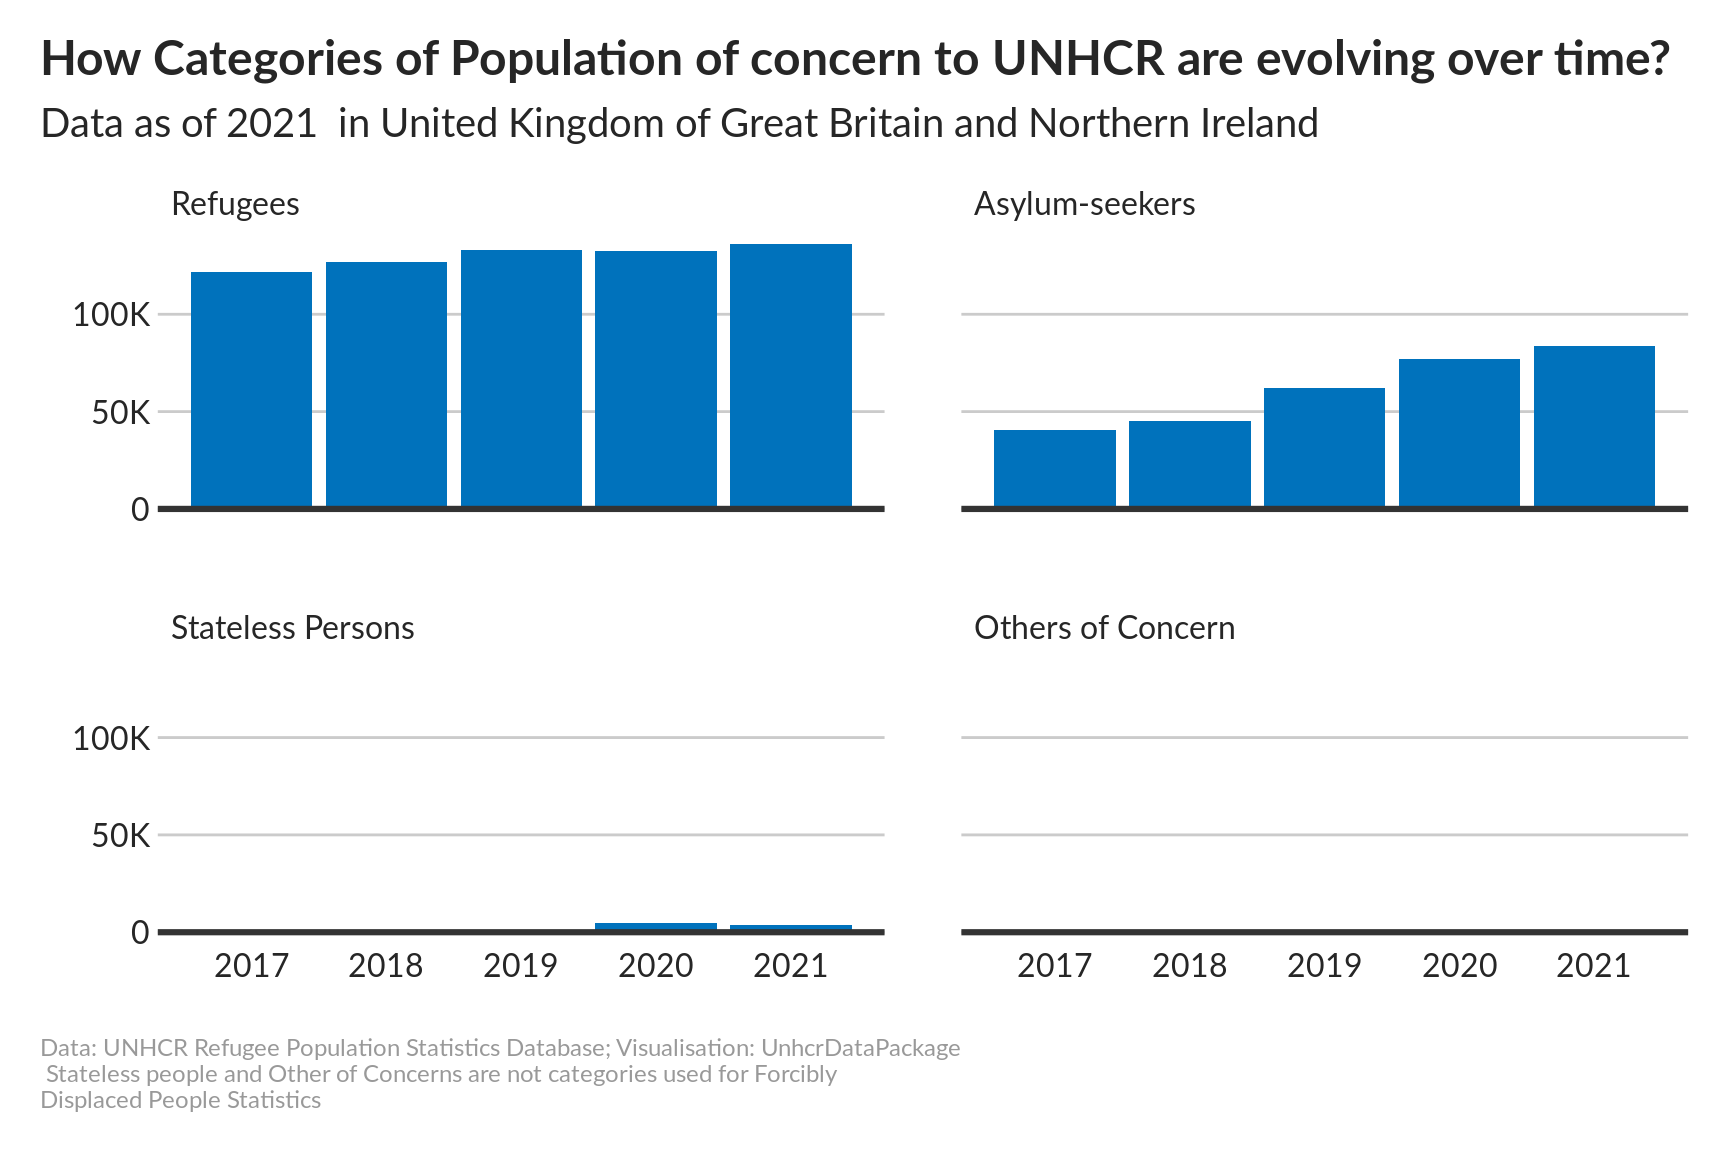 How Categories of Population of concern to UNHCR are evolving over time?
Data as of 2021  in United Kingdom of Great Britain and Northern Ireland
Refugees
100K
50K
0
Asylum-seekers
Stateless Persons
100K
50K
0
2017 2018 2019 2020 2021
Others of Concern
2017 2018 2019 2020 2021
Data: UNHCR Refugee Population Statistics Database; Visualisation: UnhcrDataPackage
Stateless people and Other of Concerns are not categories used for Forcibly
Displaced People Statistics